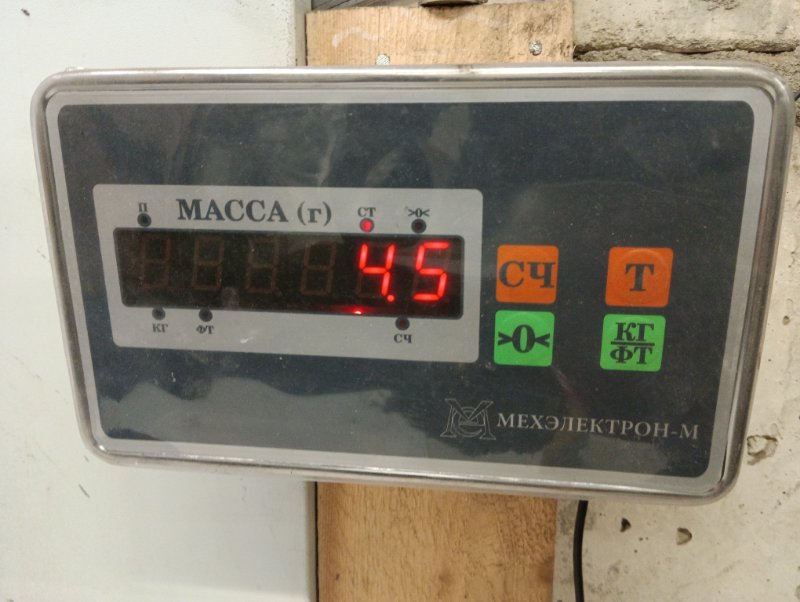 П МАССА (г) СТ >0<
4.5
КГ ФТ СЧ
СЧ Т
>0< КГ
ФТ
МЕХЭЛЕКТРОН-М